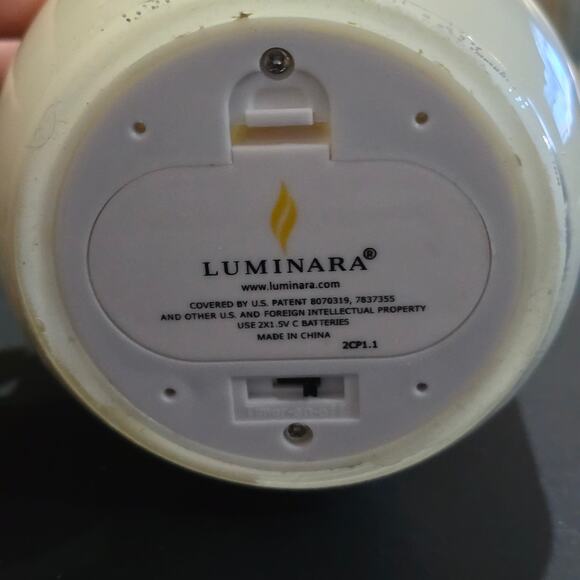 LUMINARA®
www.luminara.com
COVERED BY U.S. PATENT 8070319, 7837355
AND OTHER U.S. AND FOREIGN INTELLECTUAL PROPERTY
USE 2X1.5V C BATTERIES
MADE IN CHINA
2CP1.1